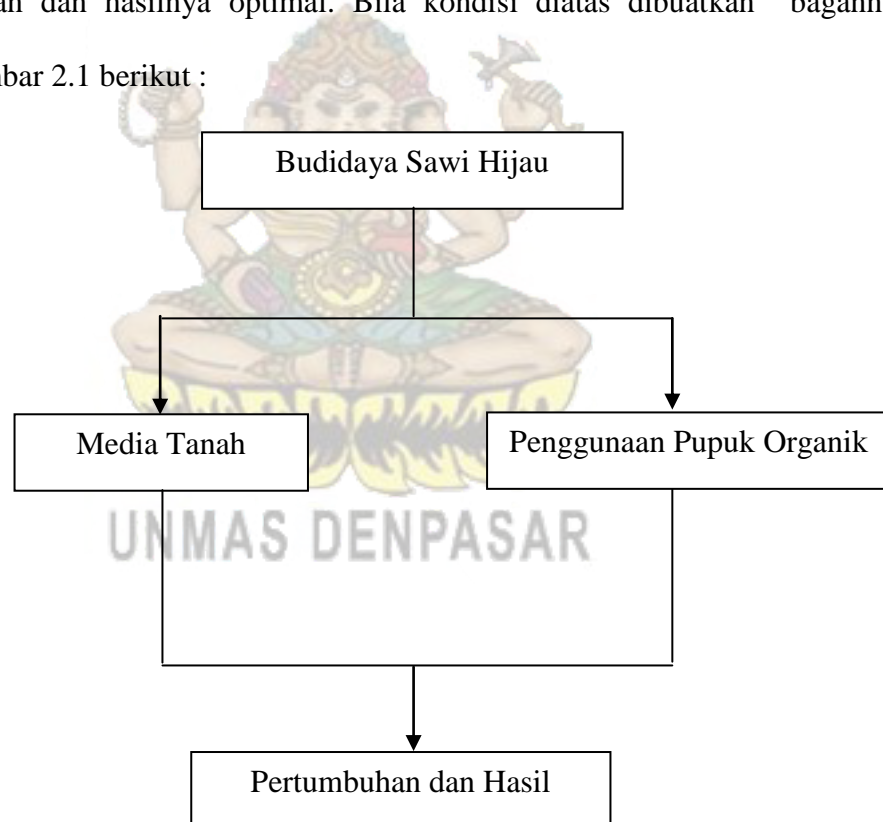 dan hasilnya optimal. Bila kondisi diatas dibuatkan
2.1 berikut :
Budidaya Sawi Hijau
Media Tanah
Penggunaan Pupuk Organik
UNMAS DENPASAR
Pertumbuhan dan Hasil